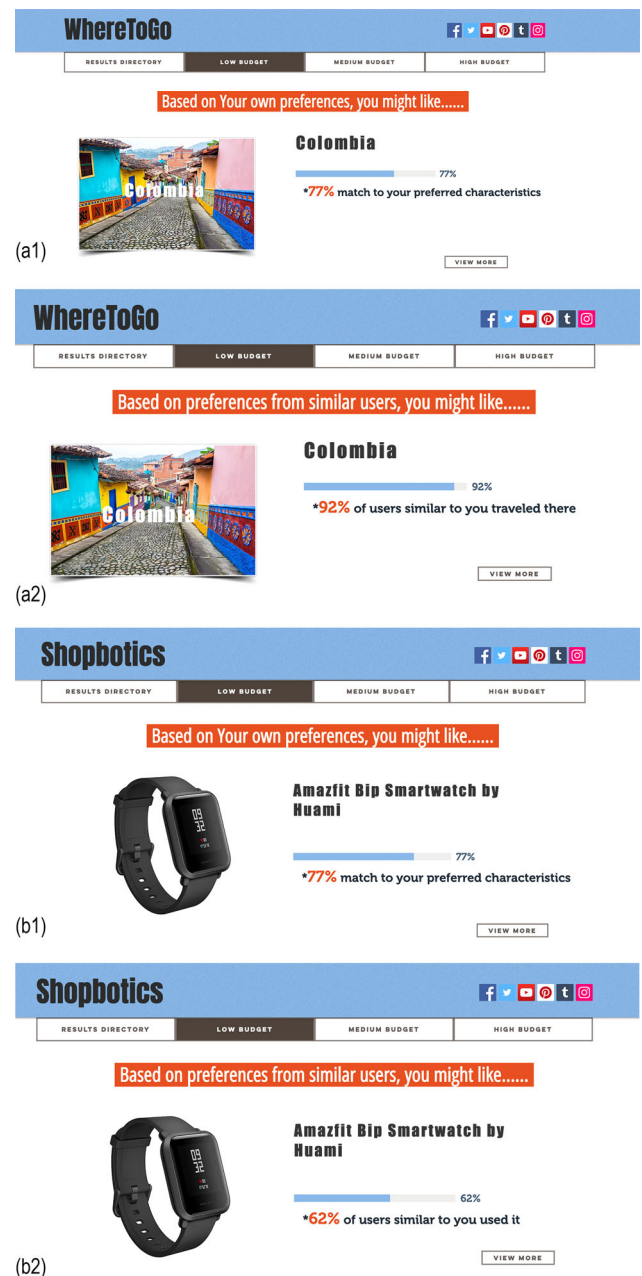 WhereToGo
RESULTS DIRECTORY LOW BUDGET MEDIUM BUDGET HIGH BUDGET
Based on Your own preferences, you might like......
Colombia
Colombia
77%
*77% match to your preferred characteristics
VIEW MORE
(a1)
WhereToGo
RESULTS DIRECTORY LOW BUDGET MEDIUM BUDGET HIGH BUDGET
Based on preferences from similar users, you might like......
Colombia
Colombia
92%
*92% of users similar to you traveled there
VIEW MORE
(a2)
Shopbotics
RESULTS DIRECTORY LOW BUDGET MEDIUM BUDGET HIGH BUDGET
Based on Your own preferences, you might like......
Amazfit Bip Smartwatch by
Huami
77%
*77% match to your preferred characteristics
VIEW MORE
(b1)
Shopbotics
RESULTS DIRECTORY LOW BUDGET MEDIUM BUDGET HIGH BUDGET
Based on preferences from similar users, you might like......
Amazfit Bip Smartwatch by
Huami
62%
*62% of users similar to you used it
VIEW MORE
(b2)